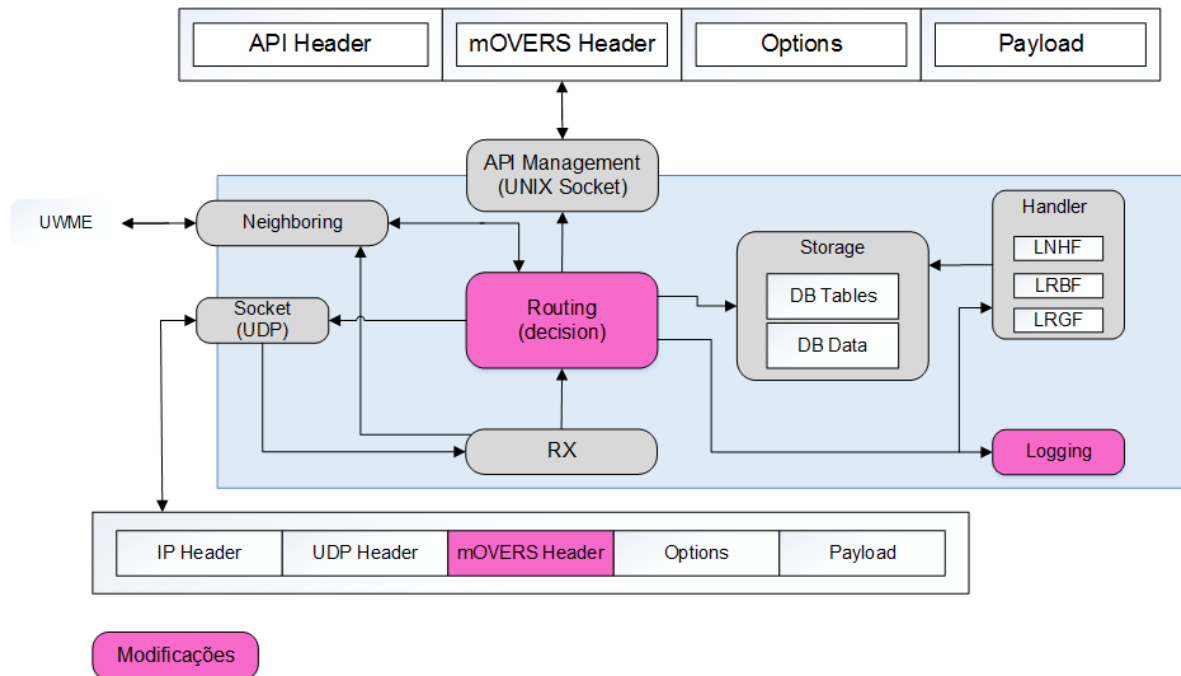 API Header
mOVERS Header
Options
Payload
API Management
(UNIX Socket)
UWME
Neighboring
Handler
LNHF
LRBF
LRGF
Storage
DB Tables
DB Data
Socket
(UDP)
Routing
(decision)
RX
Logging
IP Header
UDP Header
mOVERS Header
Options
Payload
Modificações